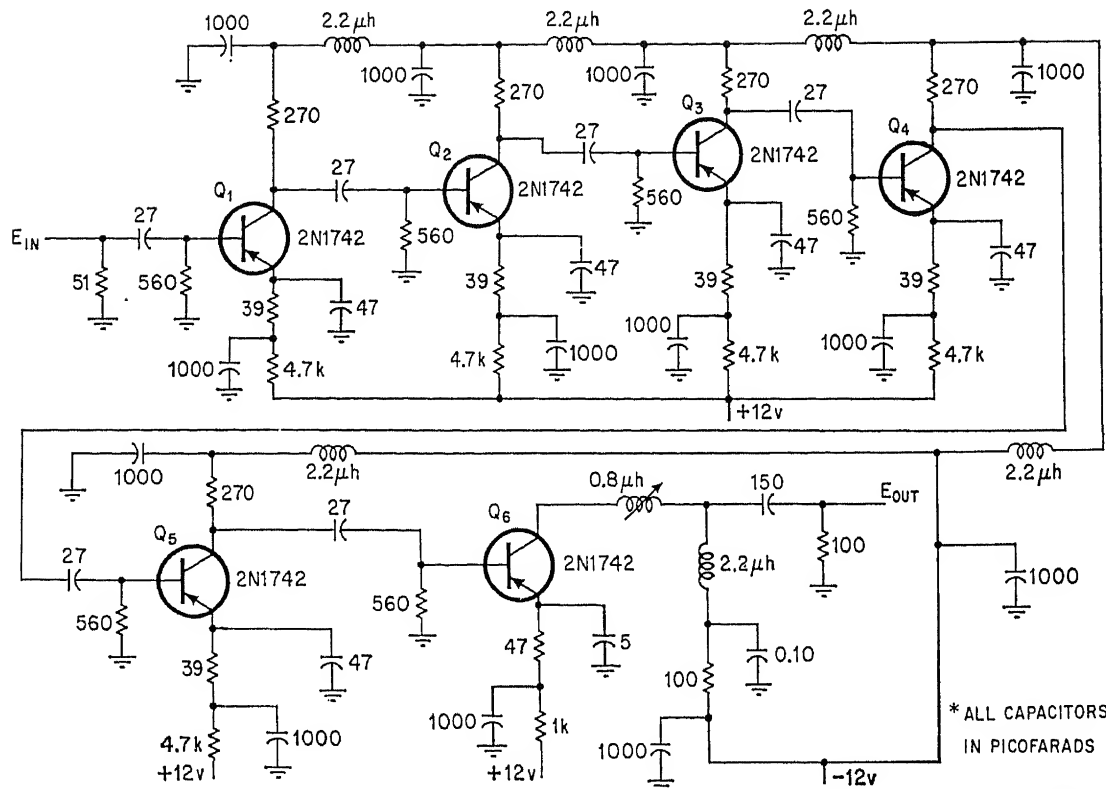 1000
2.2μh
2.2μh
2.2μh
1000
1000
1000
270
270
270
270
Q1
27
2N1742
Q2
27
2N1742
Q3
27
2N1742
Q4
27
2N1742
EIN
51
560
560
560
560
39
47
39
47
39
47
39
47
1000
4.7k
4.7k
1000
1000
4.7k
1000
4.7k
+12v
1000
2.2μh
2.2μh
270
27
Q5
27
2N1742
560
39
47
4.7k
1000
+12v
Q6
2N1742
560
47
5
1000
1k
+12v
0.8μh
150
EOUT
100
2.2μh
0.10
100
1000
1000
-12v
* ALL CAPACITORS
IN PICOFARADS